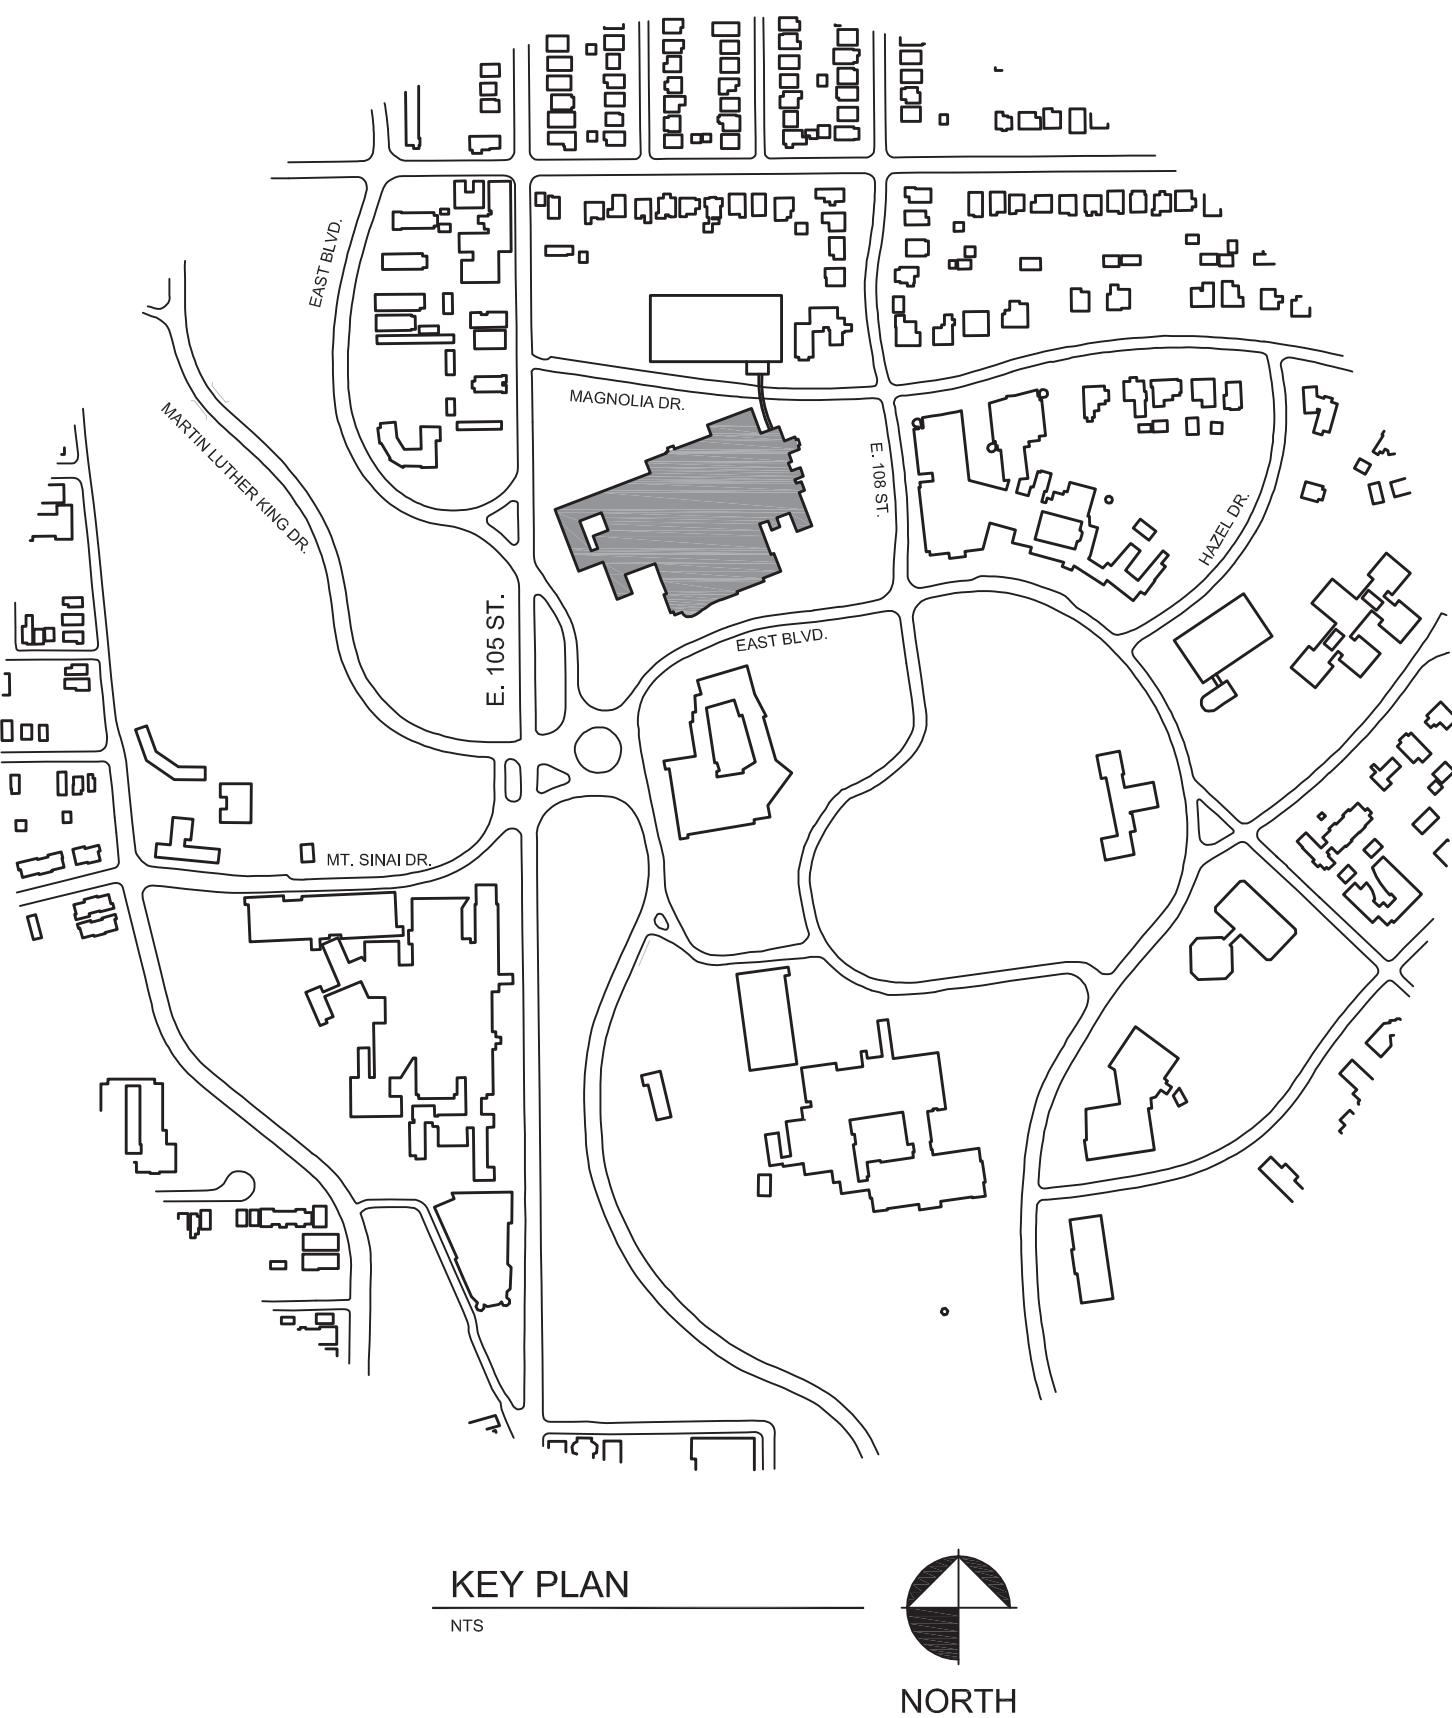 EAST BLVD.
MAGNOLIA DR.
MARTIN LUTHER KING DR.
E. 108 ST.
HAZEL DR.
E. 105 ST.
EAST BLVD.
MT. SINAI DR.
KEY PLAN
NTS
NORTH